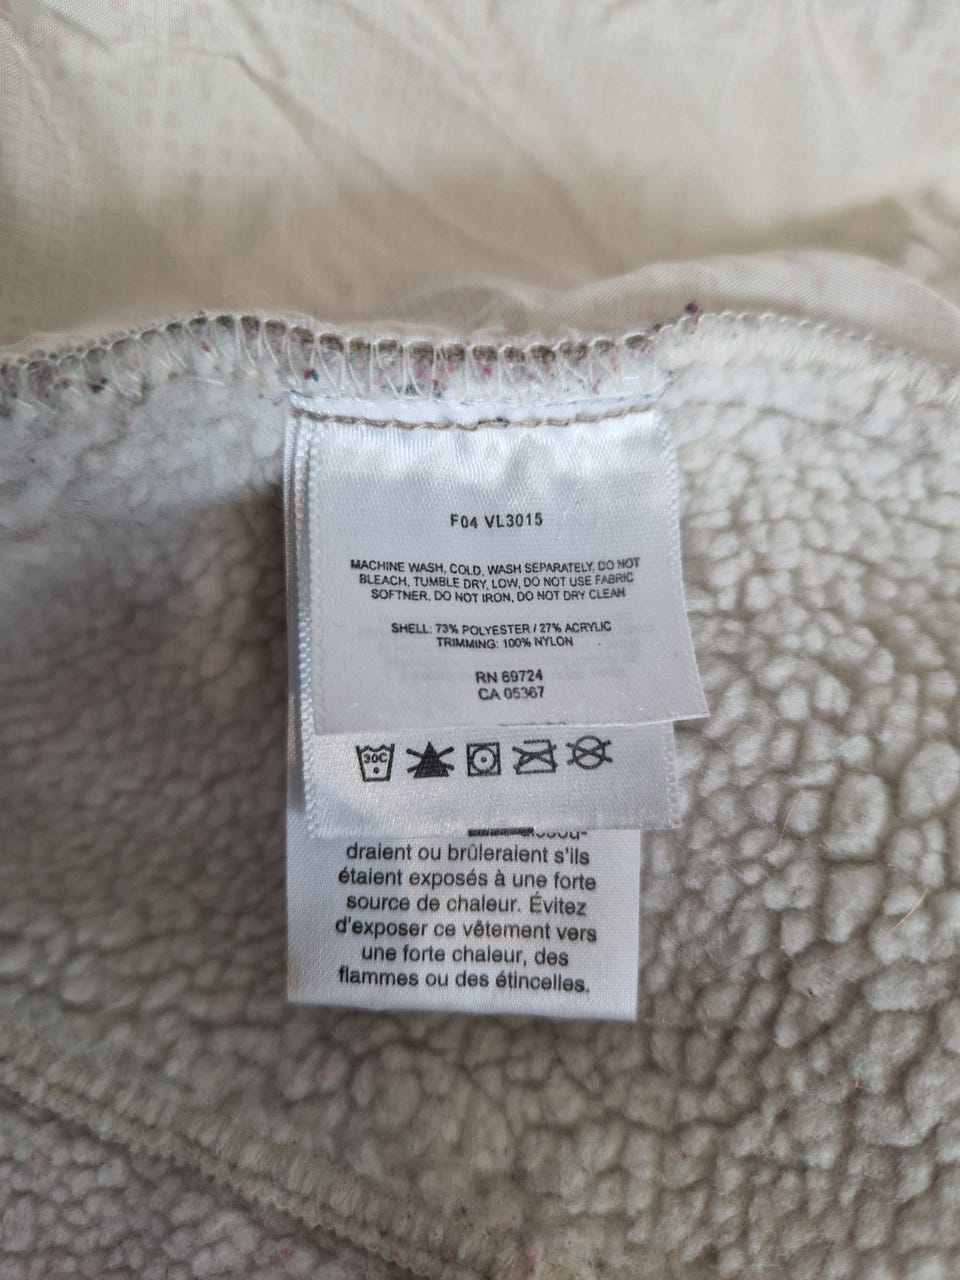 F04 VL3015
MACHINE WASH, COLD, WASH SEPARATELY, DO NOT
BLEACH, TUMBLE DRY, LOW, DO NOT USE FABRIC
SOFTNER, DO NOT IRON, DO NOT DRY CLEAN
SHELL: 73% POLYESTER / 27% ACRYLIC
TRIMMING: 100% NYLON
RN 69724
CA 05367
30C
draient ou brûleraient s'ils
étaient exposés à une forte
source de chaleur. Évitez
d'exposer ce vêtement vers
une forte chaleur, des
flammes ou des étincelles.